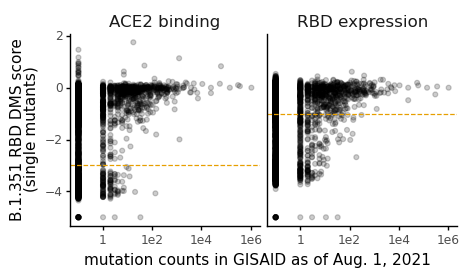 ACE2 binding
RBD expression
B.1.351 RBD DMS score
(single mutants)
2
0
−2
−4
1
1e2
1e4
1e6
1
1e2
1e4
1e6
mutation counts in GISAID as of Aug. 1, 2021